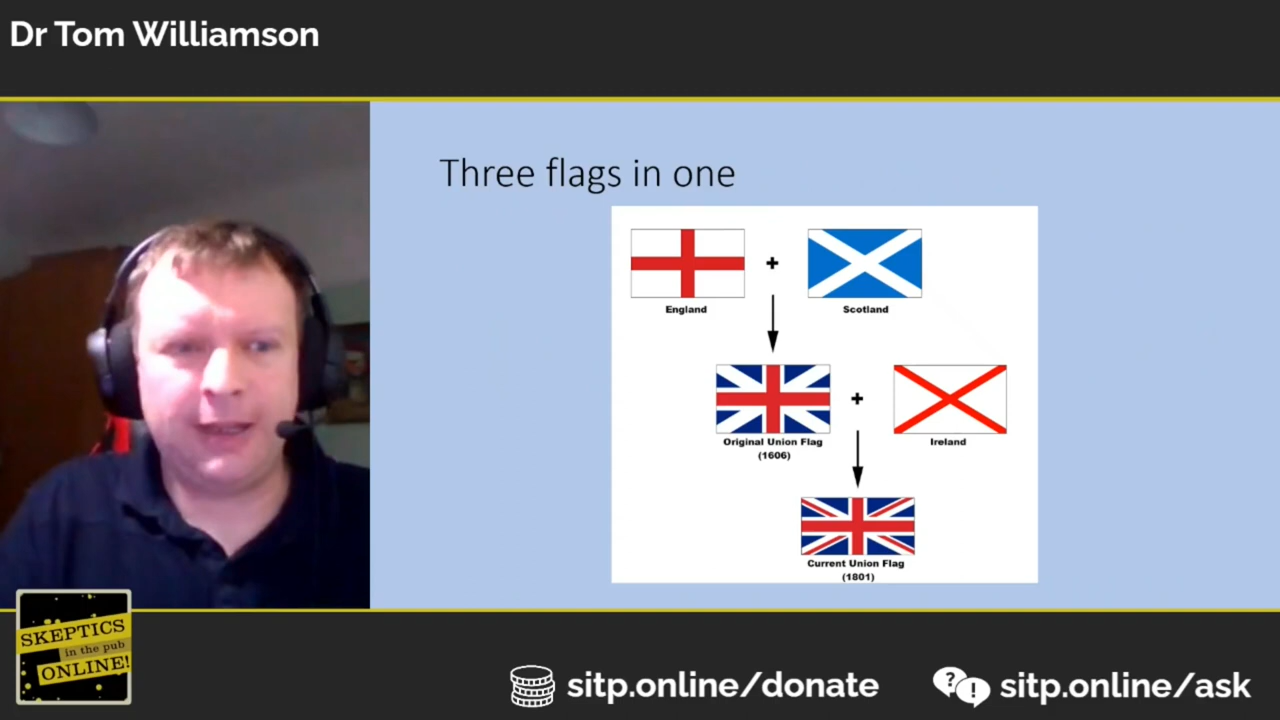 Dr Tom Williamson
Three flags in one
England
Scotland
Original Union Flag
(1606)
Ireland
Current Union Flag
(1801)
SKEPTICS
in the pub
ONLINE!
sitp.online/donate
sitp.online/ask